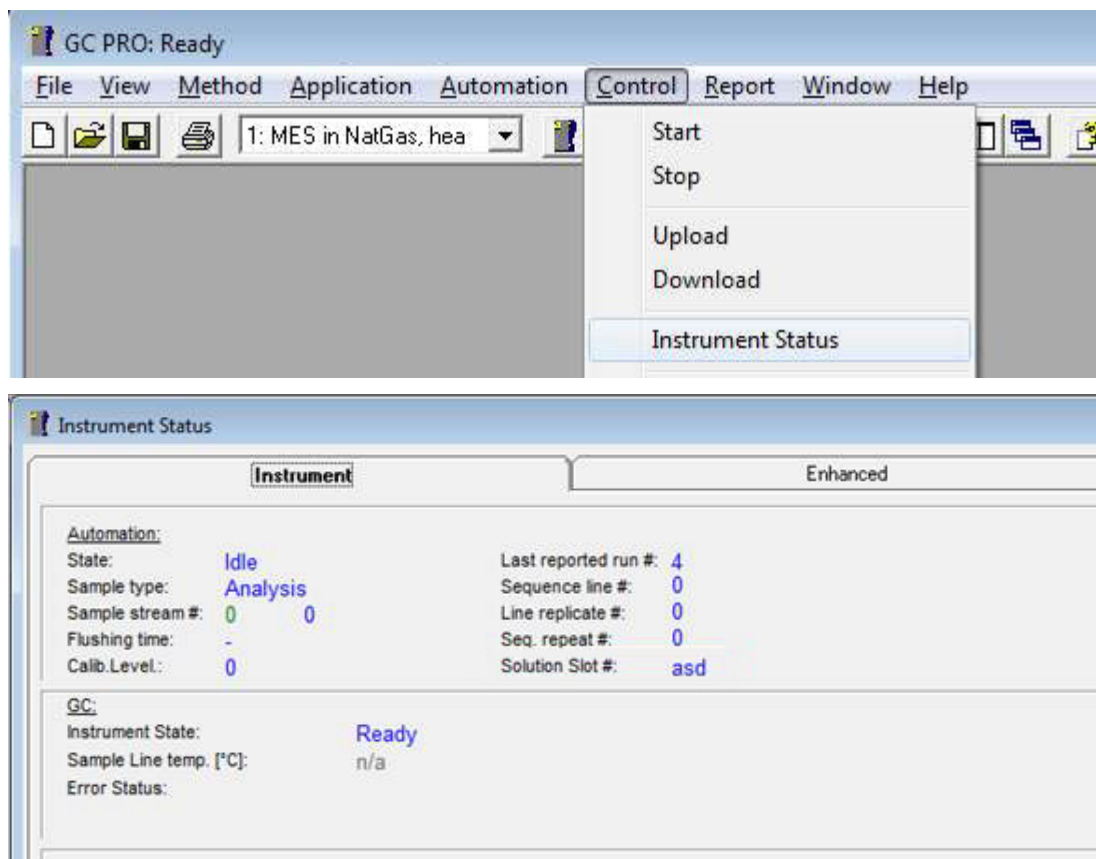 GC PRO: Ready
File View Method Application Automation Control Report Window Help
1: MES in NatGas, hea
Start
Stop
Upload
Download
Instrument Status
Instrument Status
Instrument Enhanced
Automation:
State: Idle Last reported run #: 4
Sample type: Analysis Sequence line #: 0
Sample stream #: 0 0 Line replicate #: 0
Flushing time: - Seq. repeat #: 0
Calib.Level.: 0 Solution Slot #: asd
GC:
Instrument State: Ready
Sample Line temp. [°C]: n/a
Error Status: